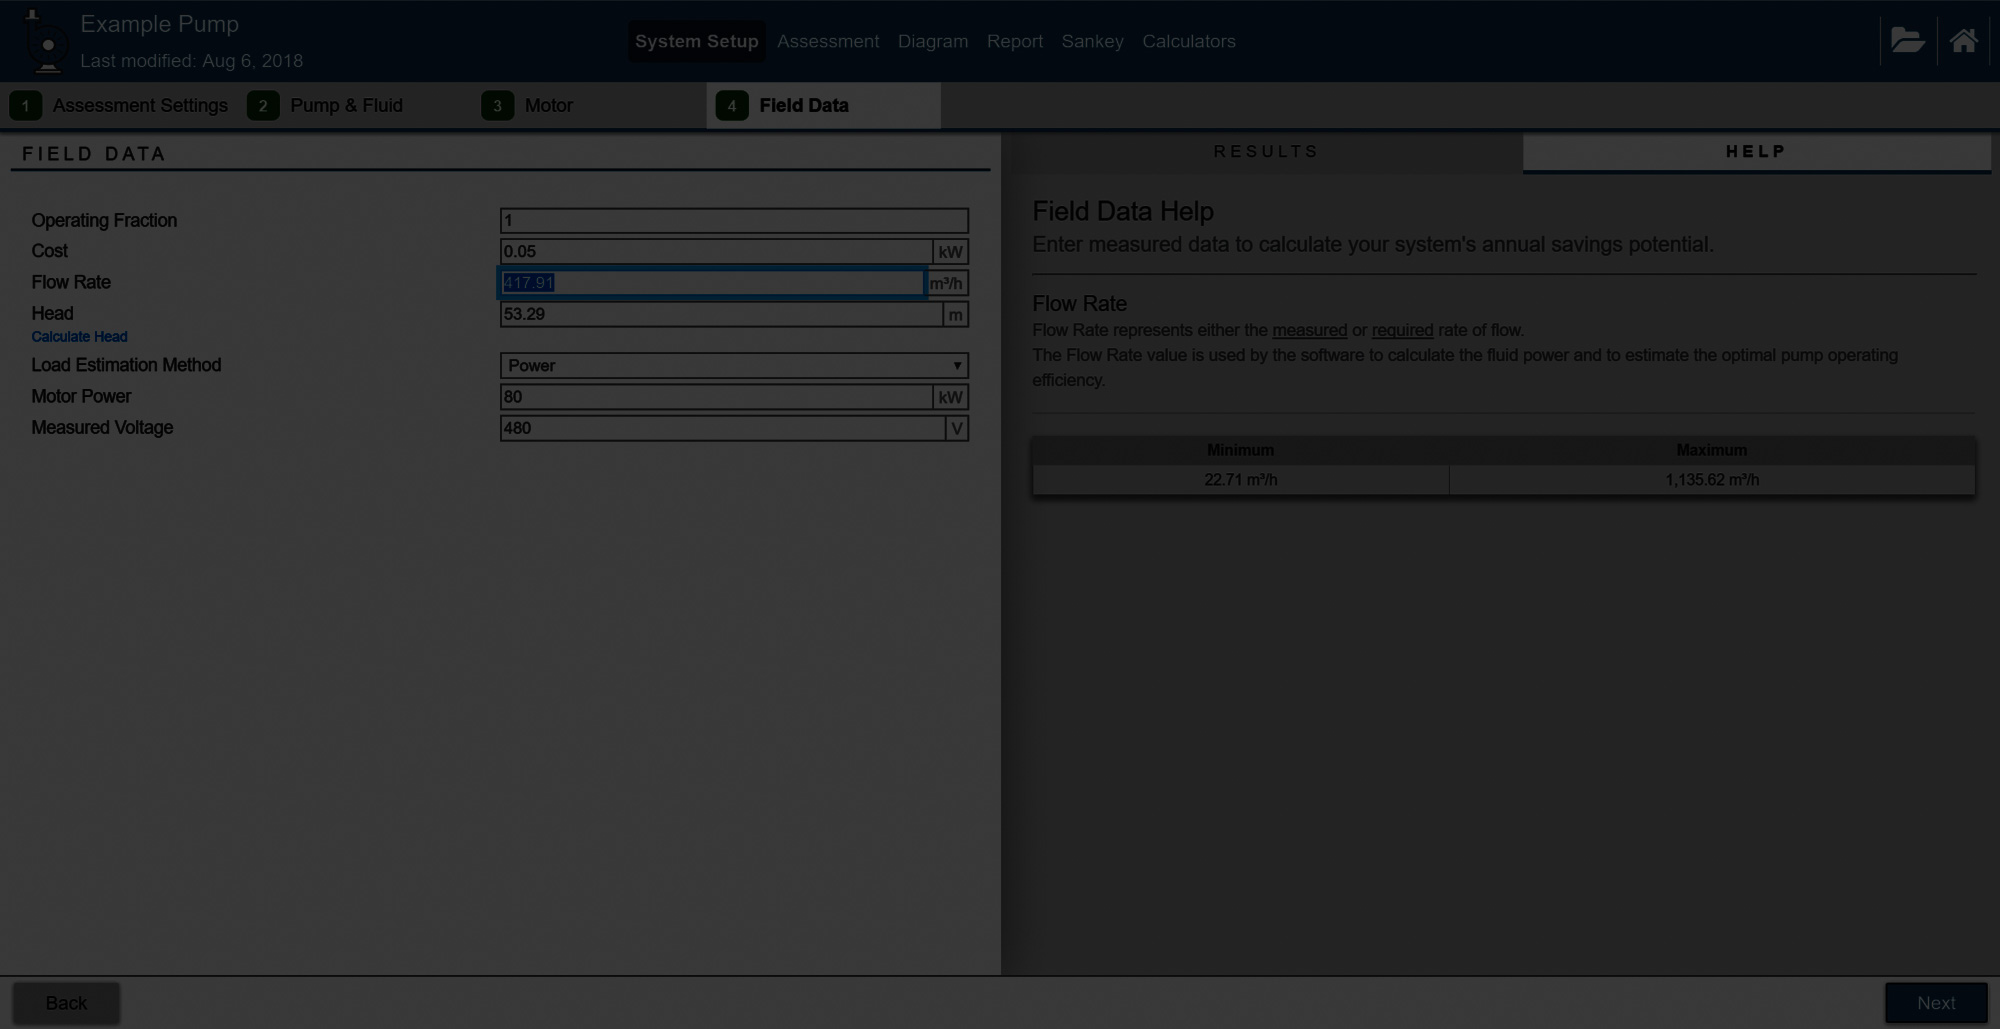 Example Pump
Last modified: Aug 6, 2018
System Setup Assessment Diagram Report Sankey Calculators
1 Assessment Settings 2 Pump & Fluid 3 Motor 4 Field Data
FIELD DATA
Operating Fraction 1
Cost 0.05 kW
Flow Rate 417.91 m³/h
Head 53.29 m
Calculate Head
Load Estimation Method Power
Motor Power 80 kW
Measured Voltage 480 V
RESULTS HELP
Field Data Help
Enter measured data to calculate your system's annual savings potential.
Flow Rate
Flow Rate represents either the measured or required rate of flow.
The Flow Rate value is used by the software to calculate the fluid power and to estimate the optimal pump operating
efficiency.
Minimum Maximum
22.71 m³/h 1,135.62 m³/h
Back Next